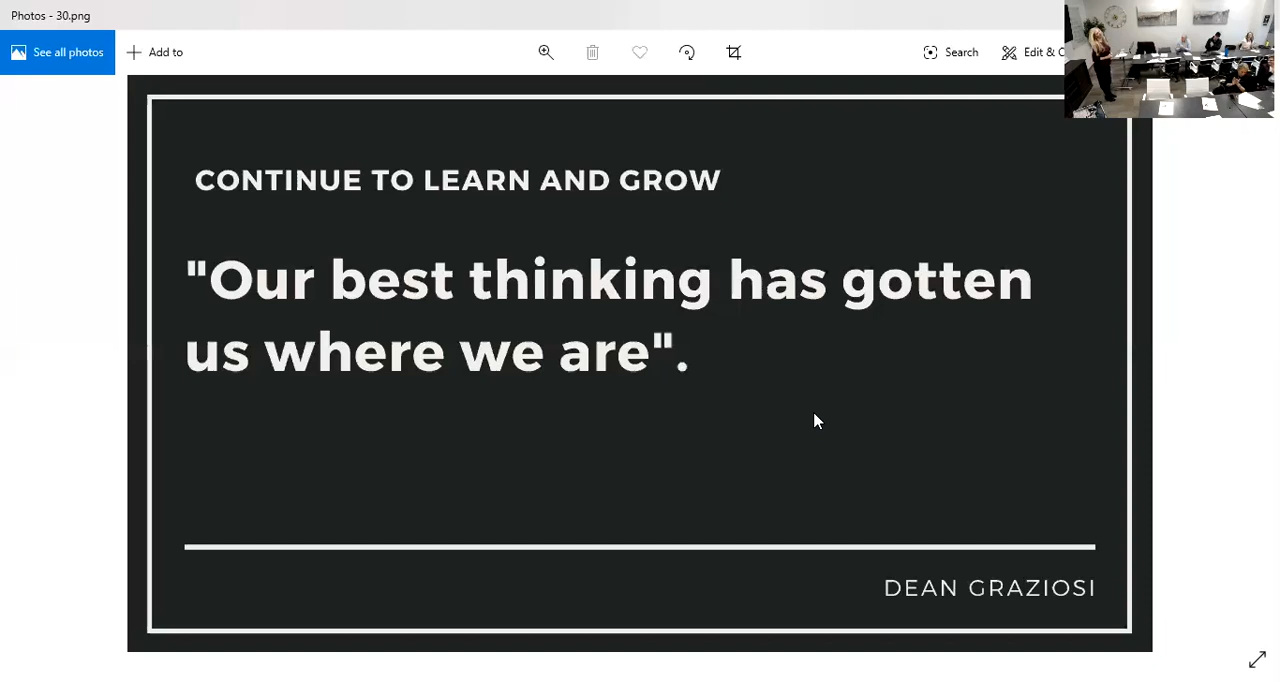 Photos - 30.png
See all photos
Add to
Search
Edit & C
CONTINUE TO LEARN AND GROW
"Our best thinking has gotten
us where we are".
DEAN GRAZIOSI